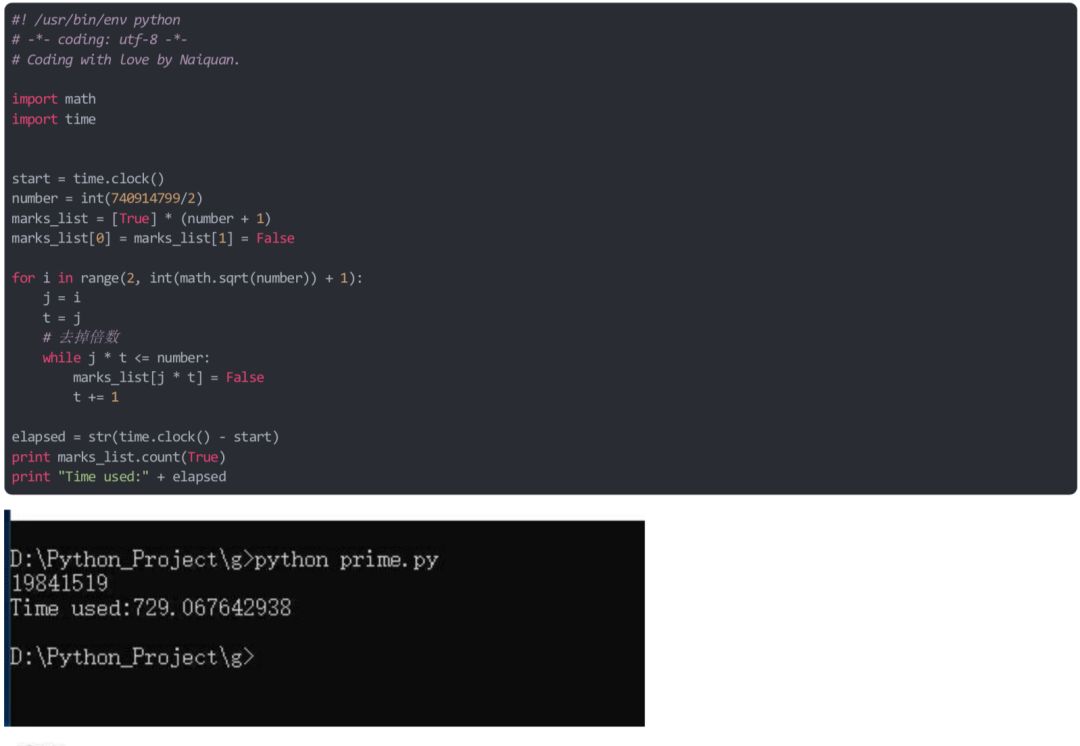 #! /usr/bin/env python
# -*- coding: utf-8 -*-
# Coding with love by Naiquan.
import math
import time
start = time.clock()
number = int(740914799/2)
marks_list = [True] * (number + 1)
marks_list[0] = marks_list[1] = False
for i in range(2, int(math.sqrt(number)) + 1):
    j = i
    t = j
    # 去掉倍数
    while j * t <= number:
        marks_list[j * t] = False
        t += 1
elapsed = str(time.clock() - start)
print marks_list.count(True)
print "Time used:" + elapsed
D:\Python_Project\g>python prime.py
19841519
Time used:729.067642938
D:\Python_Project\g>